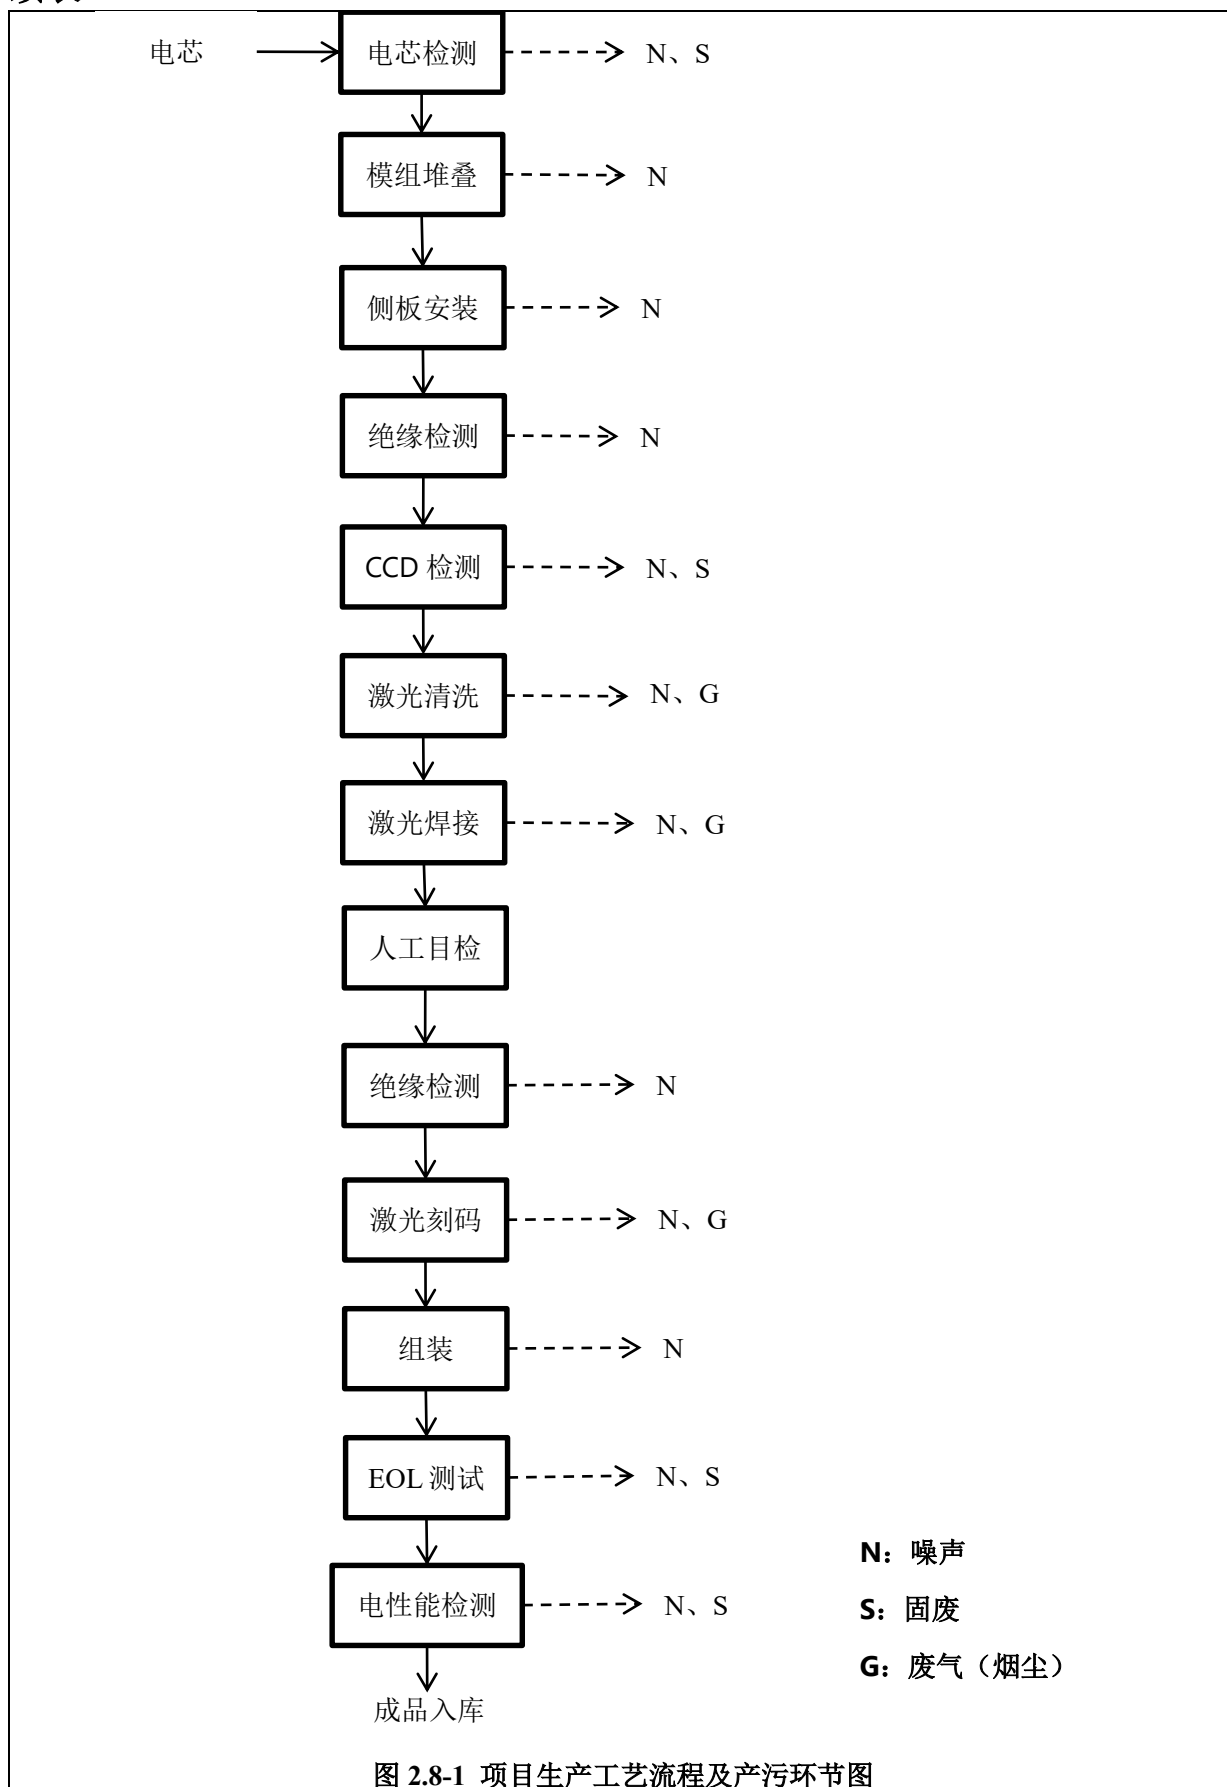 电芯
电芯检测
N、S
模组堆叠
N
侧板安装
N
绝缘检测
N
CCD 检测
N、S
激光清洗
N、G
激光焊接
N、G
人工目检
绝缘检测
N
激光刻码
N、G
组装
N
EOL 测试
N、S
电性能检测
N、S
N：噪声
S：固废
G：废气（烟尘）
成品入库
图 2.8-1 项目生产工艺流程及产污环节图